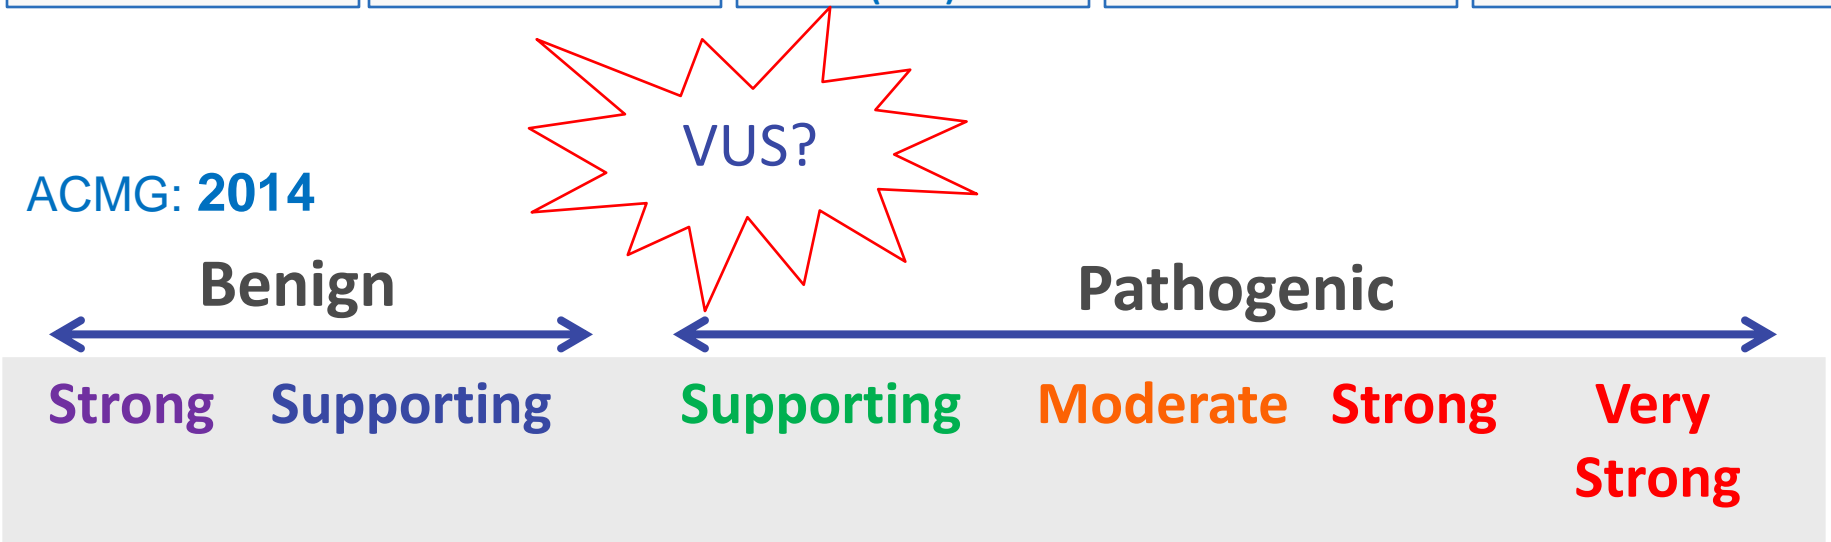 VUS?
ACMG: 2014
Benign
Pathogenic
Strong Supporting Supporting Moderate Strong Very
Strong